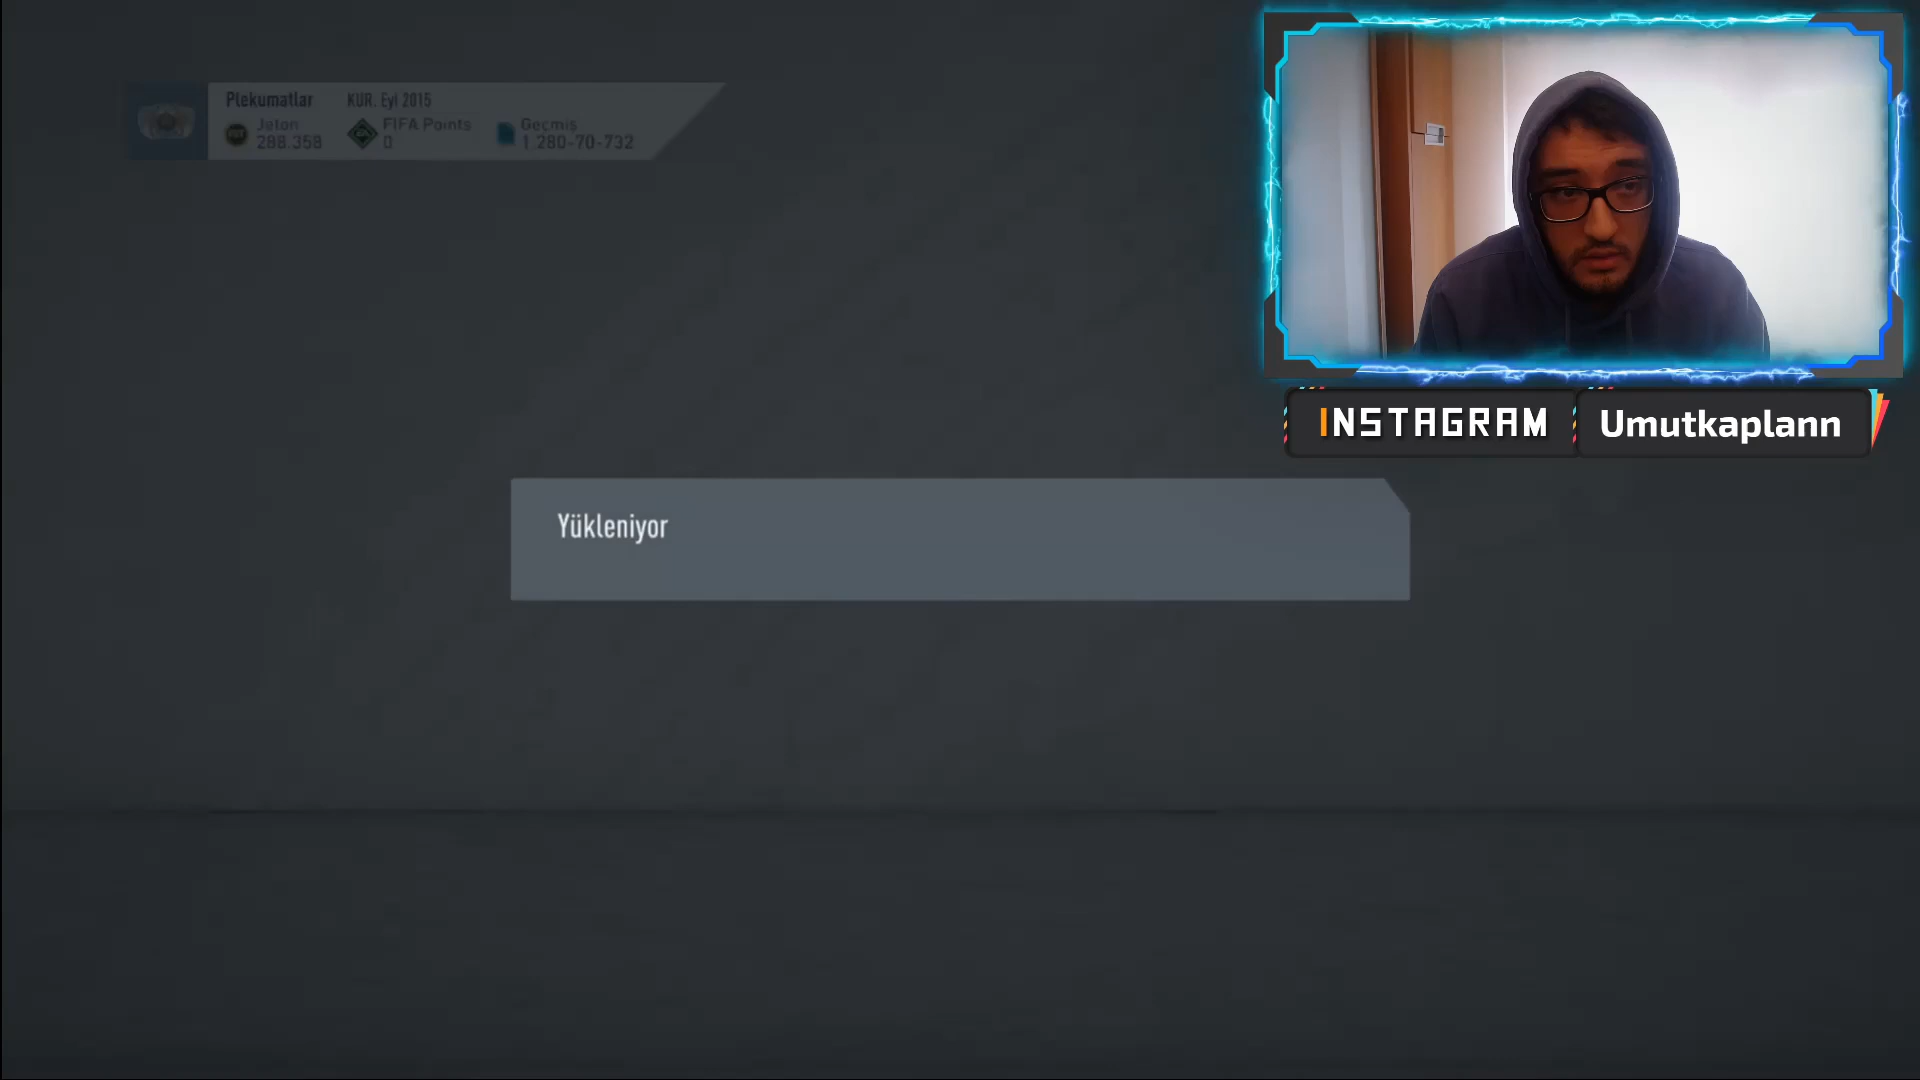 Plekumatlar KUR. Eyl 2015
Jeton FIFA Points Geçmiş
288.358 0 1.280-70-732
INSTAGRAM Umutkaplann
Yükleniyor